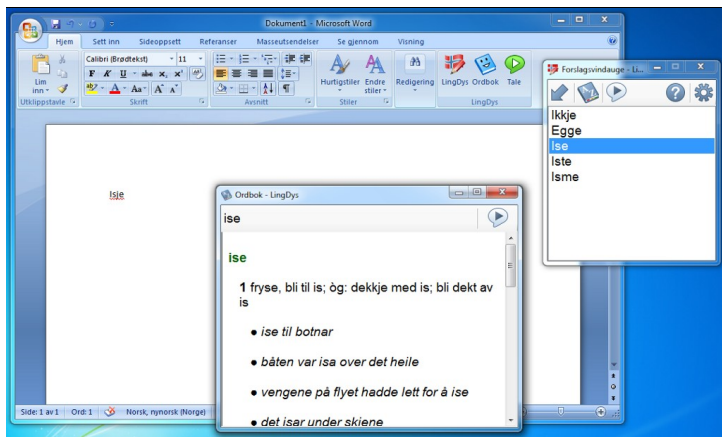 Dokument1 - Microsoft Word
Hjem Sett inn Sideoppsett Referanser Masseutsendelser Se gjennom Visning
Lim inn
Calibri (Brødtekst) 11
F K U abe x, x²
Aa A A
Hurtigstiler
Endre stiler
Redigering
LingDys Ordbok Tale
Utklippstavle Skrift Avsnitt Stiler LingDys
Isje
Forslagsvindauge - Li...
Ikkje
Egge
Ise
Iste
Isme
Ordbok - LingDys
ise
ise
1 fryse, bli til is; òg: dekkje med is; bli dekt av
is
• ise til botnar
• båten var isa over det heile
• vengene på flyet hadde lett for å ise
• det isar under skiene
Side: 1 av 1 Ord: 1 Norsk, nynorsk (Norge)